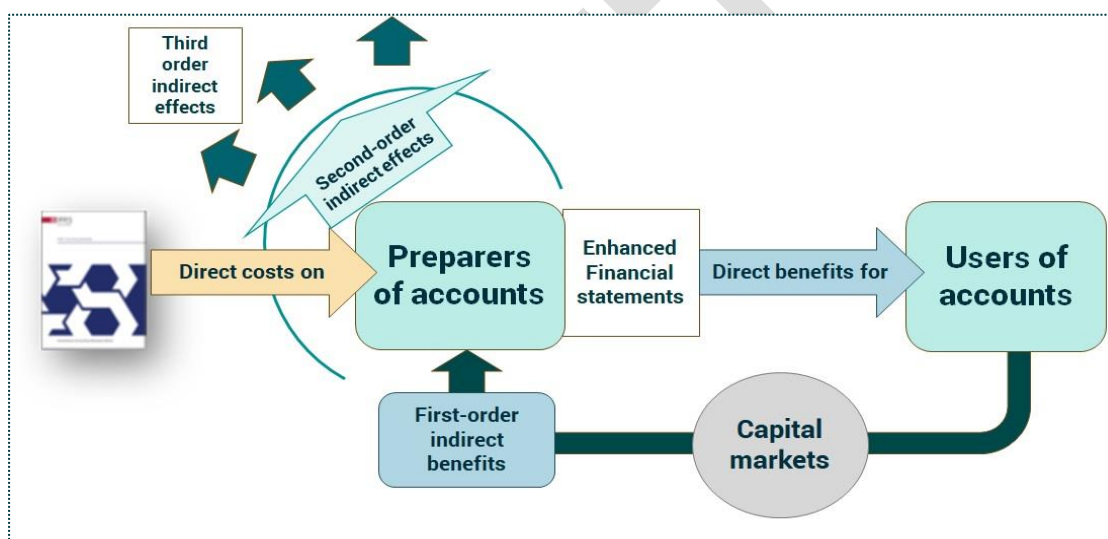 Third
order
indirect
effects
Second-order
indirect effects
Direct costs on
Preparers
of accounts
Enhanced
Financial
statements
Direct benefits for
Users of
accounts
First-order
indirect
benefits
Capital
markets